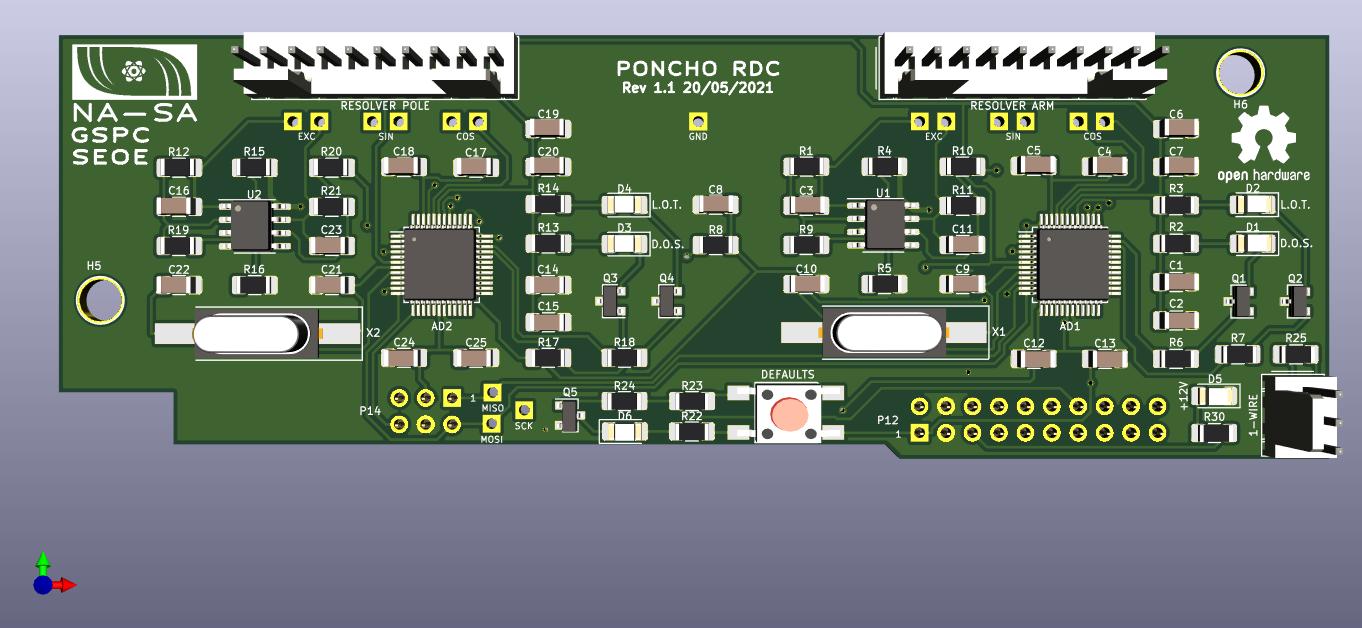 PONCHO RDC
Rev 1.1 20/05/2021
NA-SA
GSPC
SEOE
RESOLVER POLE
EXC SIN COS
RESOLVER ARM
EXC SIN COS
GND
H6
open hardware
C19
C6
R12 R15 R20 C18 C17 C20
R1 R4 R10 C5 C4 C7
C16 U2 R21 R14 D4 L.O.T. C8
C3 U1 R11 R3 D2 L.O.T.
R19 C23 R13 D3 D.O.S. R8
R9 C11 R2 D1 D.O.S.
H5
C22 R16 C21 C14 Q3 Q4
C10 R5 C9 C1 Q1 Q2
C15
C2
AD2
AD1
X2
X1
C24 C25 R17 R18
C12 C13 R6 R7 R25
DEFAULTS
P14 1 MISO
MOSI
SCK
Q5 R24 R23
D6 R22
P12
1
+12V
D5
R30
1-WIRE